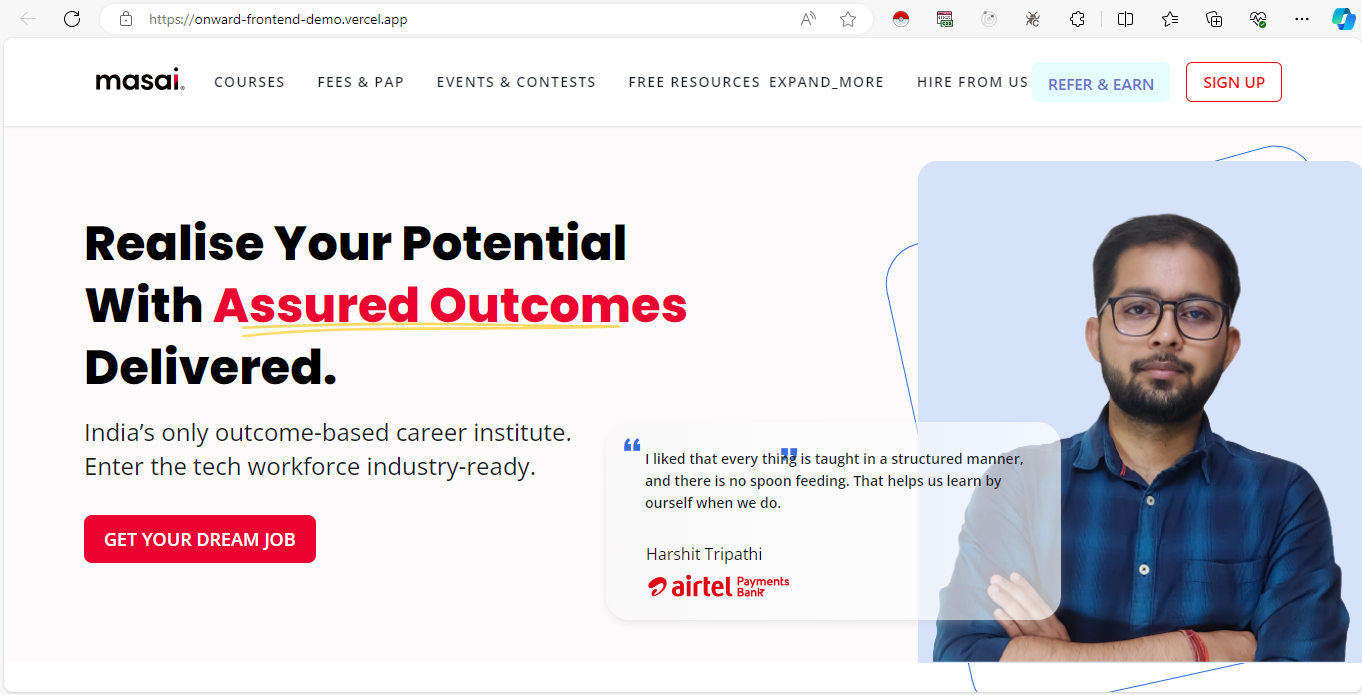 https://onward-frontend-demo.vercel.app
masai.
COURSES FEES & PAP EVENTS & CONTESTS FREE RESOURCES EXPAND_MORE HIRE FROM US REFER & EARN SIGN UP
Realise Your Potential
With Assured Outcomes
Delivered.
India’s only outcome-based career institute.
Enter the tech workforce industry-ready.
GET YOUR DREAM JOB
“ ”
I liked that every thing is taught in a structured manner,
and there is no spoon feeding. That helps us learn by
ourself when we do.
Harshit Tripathi
airtel Payments
Bank